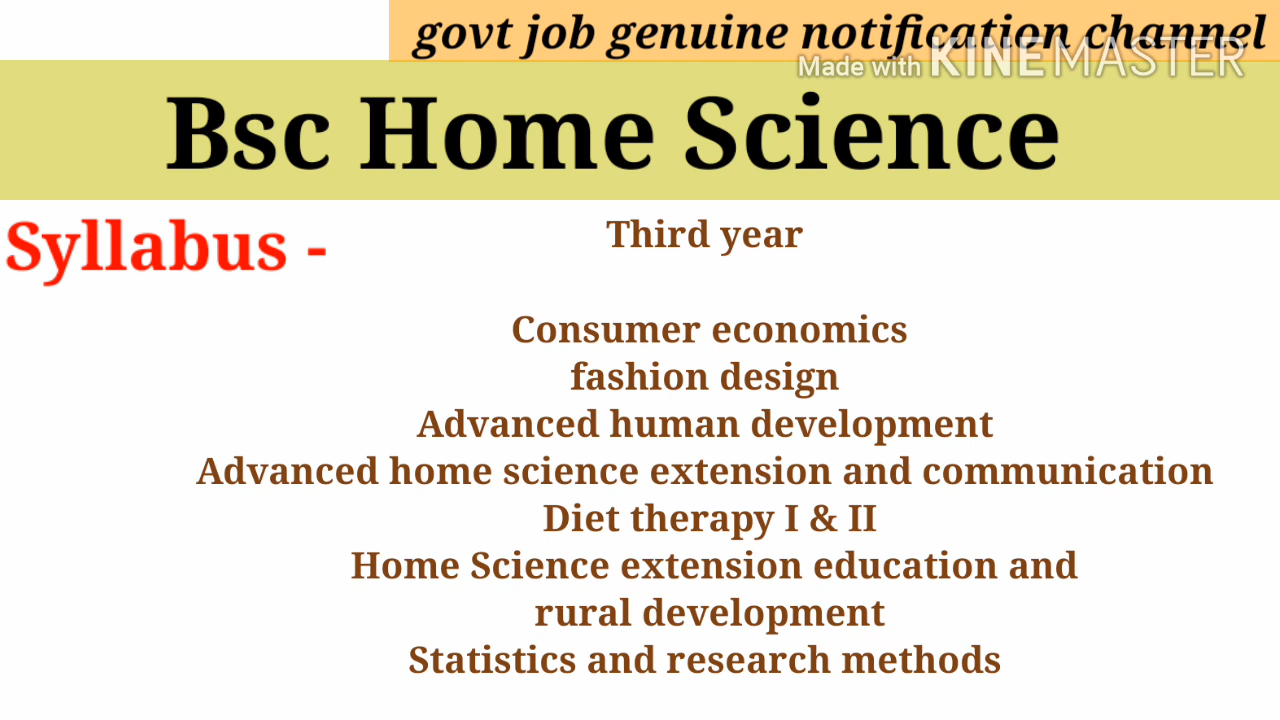 govt job genuine notification channel
Made with KINEMASTER
Bsc Home Science
Syllabus -
Third year
Consumer economics
fashion design
Advanced human development
Advanced home science extension and communication
Diet therapy I & II
Home Science extension education and
rural development
Statistics and research methods